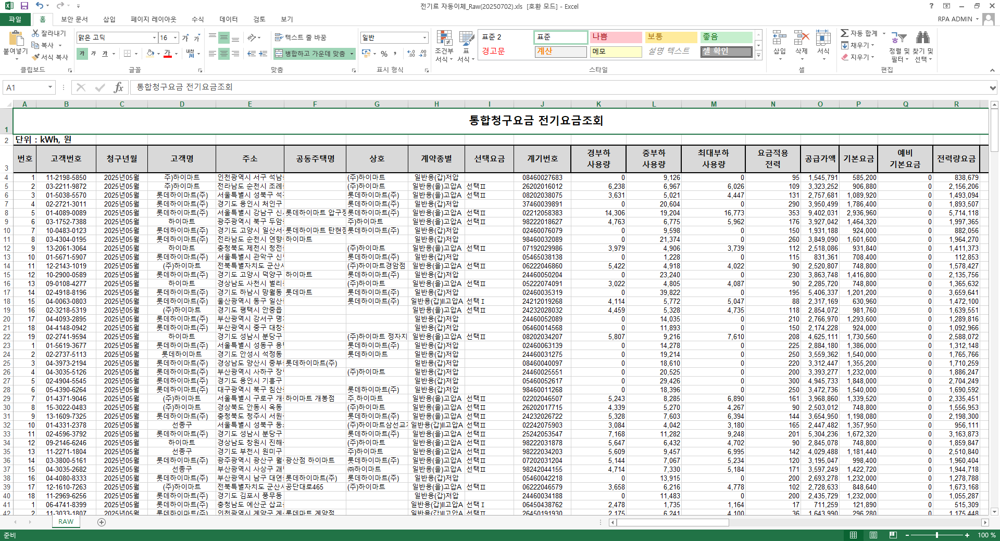 전기료 자동이체_Raw(20250702).xls [호환 모드] - Excel
파일 홈 보안 문서 삽입 페이지 레이아웃 수식 데이터 검토 보기 RPA ADMIN
붙여넣기 잘라내기 복사 서식 복사 클립보드
맑은 고딕 16 가 가 가 가 가 가 내천 글꼴
텍스트 줄 바꿈 병합하고 가운데 맞춤 맞춤
일반 % 표시 형식
조건부 서식 표 서식 표준 2 표준 나쁨 보통 좋음
경고문 계산 메모 설명 텍스트 셀 확인 스타일
삽입 삭제 서식 셀
자동 합계 채우기 지우기 정렬 및 필터 찾기 및 선택 편집
A1 fx 통합청구요금 전기요금조회
A B C D E F G H I J K L M N O P Q R
1 통합청구요금 전기요금조회
2 단위 : kWh, 원
3 번호 고객번호 청구년월 고객명 주소 공동주택명 상호 계약종별 선택요금 계기번호 경부하 사용량 중부하 사용량 최대부하 사용량 요금적용 전력 공급가액 기본요금 예비 기본요금 전력량요금
4 1 11-2198-5850 2025년05월 주)하이마트 인천광역시 서구 석남 (주)하이마트 일반용(갑)저압 08460027683 0 9,126 0 95 1,545,791 585,200 0 838,679
5 2 03-2211-9872 2025년05월 주)하이마트 전라남도 순천시 조례 (주)하이마트 일반용(을)고압A 선택Ⅱ 26202016012 6,238 6,967 6,026 109 3,323,252 906,880 0 2,156,206
6 3 01-5038-5570 2025년05월 롯데하이마트(주) 서울특별시 성북구 석 롯데하이마트(주) 일반용(을)고압A 선택Ⅱ 08202038075 3,631 5,021 4,447 131 2,757,681 1,089,920 0 1,493,094
7 4 02-2721-3011 2025년05월 롯데하이마트(주) 경기도 용인시 처인구 롯데하이마트(주) 일반용(갑)저압 37460039891 0 20,604 0 290 3,950,499 1,786,400 0 1,893,507
8 5 01-4089-0089 2025년05월 롯데하이마트(주) 서울특별시 강남구 신 롯데하이마트 압구정 롯데하이마트(주) 일반용(을)고압A 선택Ⅱ 02212058383 14,306 19,204 16,773 353 9,402,031 2,936,960 0 5,714,118
9 6 03-1752-7388 2025년05월 하이마트 광주광역시 북구 두암 주)하이마트 일반용(을)고압A 선택Ⅱ 98222018627 4,763 6,775 5,962 176 3,927,042 1,464,320 0 1,997,365
10 7 10-0483-0123 2025년05월 롯데하이마트(주) 경기도 고양시 일산서 롯데하이마트 탄현점 롯데하이마트(주) 일반용(갑)저압 02460076079 0 9,598 0 150 1,931,188 924,000 0 882,056
11 8 03-4304-0195 2025년05월 롯데하이마트(주) 전라남도 순천시 연향 하이마트 일반용(갑)저압 98460032089 0 21,374 0 260 3,849,090 1,601,600 0 1,964,270
12 9 13-2061-3064 2025년05월 하이마트 충청북도 제천시 청전 (주)하이마트 일반용(을)고압A 선택Ⅱ 07192029986 3,979 4,906 3,739 112 2,518,086 931,840 0 1,411,373
13 10 01-5671-5907 2025년05월 롯데하이마트(주) 서울특별시 관악구 신 롯데하이마트(주) 일반용(갑)저압 05465038138 0 1,228 0 115 831,361 708,400 0 112,853
14 11 12-2143-1019 2025년05월 (주)하이마트 전북특별자치도 군산시 (주)하이마트경암점 일반용(을)고압A 선택Ⅱ 06222046860 5,422 4,918 4,022 90 2,520,807 748,800 0 1,578,427
15 12 10-2900-0589 2025년05월 롯데하이마트(주) 경기도 고양시 덕양구 하이마트 롯데하이마트(주) 일반용(갑)저압 24460050204 0 23,240 0 230 3,863,748 1,416,800 0 2,135,756
16 13 09-0108-4277 2025년05월 하이마트 경상남도 사천시 벌리 (주)하이마트 일반용(을)고압A 선택Ⅱ 05222074091 3,022 4,805 4,087 90 2,285,720 748,800 0 1,365,632
17 14 02-4918-8196 2025년05월 롯데하이마트(주) 경기도 하남시 망월동 롯데마트 롯데하이마트(주) 일반용(갑)저압 02460035319 0 39,822 0 195 5,406,337 1,201,200 0 3,659,641
18 15 04-0063-0803 2025년05월 롯데하이마트(주) 울산광역시 동구 일산 롯데하이마트(주) 일반용(갑)II고압A 선택Ⅰ 24212019268 4,114 5,772 5,047 88 2,317,169 630,960 0 1,472,100
19 16 02-3218-5319 2025년05월 (주)하이마트 경기도 평택시 안중읍 일반용(을)고압A 선택Ⅱ 24232028032 4,459 5,328 4,735 118 2,854,072 981,760 0 1,639,551
20 17 04-4093-2895 2025년05월 롯데하이마트(주) 부산광역시 강서구 명 일반용(갑)저압 24460052089 0 14,035 0 210 2,766,970 1,293,600 0 1,289,816
21 18 04-4148-0942 2025년05월 롯데하이마트(주) 부산광역시 중구 대창 일반용(갑)저압 06460014568 0 11,893 0 150 2,174,228 924,000 0 1,092,966
22 19 02-2741-9594 2025년05월 하이마트 경기도 성남시 분당구 (주)하이마트 정자지 일반용(을)고압A 선택Ⅱ 08202034207 5,807 9,216 7,610 208 4,625,111 1,730,560 0 2,588,072
23 1 01-5619-3677 2025년05월 롯데하이마트(주) 서울특별시 성동구 용 롯데하이마트(주) 일반용(갑)저압 02460063139 0 14,278 0 225 2,884,180 1,386,000 0 1,312,148
24 2 02-2737-5113 2025년05월 롯데하이마트 경기도 안성시 석정동 롯데하이마트 일반용(갑)저압 24460031275 0 19,214 0 250 3,559,362 1,540,000 0 1,765,766
25 3 04-3973-2194 2025년05월 롯데하이마트(주) 경상남도 양산시 중부 롯데하이마트(주) 일반용(갑)저압 08460040097 0 18,610 0 220 3,312,447 1,355,200 0 1,710,259
26 4 04-3035-5126 2025년05월 롯데하이마트(주) 부산광역시 사하구 장 (주)하이마트 일반용(갑)저압 24460025551 0 20,525 0 200 3,393,277 1,232,000 0 1,886,247
27 5 02-4904-5545 2025년05월 롯데하이마트(주) 경기도 용인시 기흥구 일반용(갑)저압 05460052617 0 29,426 0 300 4,945,733 1,848,000 0 2,704,249
28 6 05-4390-6264 2025년05월 롯데하이마트(주) 대구광역시 북구 침산 롯데하이마트(주) 일반용(갑)저압 98460011268 0 18,396 0 250 3,472,736 1,540,000 0 1,690,592
29 7 01-4371-9046 2025년05월 (주)하이마트 서울특별시 구로구 개 하이마트 개봉점 주,하이마트 일반용(을)고압A 선택Ⅱ 02202046507 5,243 8,285 6,890 161 3,968,860 1,339,520 0 2,335,451
30 8 15-3022-0483 2025년05월 (주)하이마트 경상북도 안동시 옥동 (주)하이마트 일반용(을)고압A 선택Ⅱ 26202017715 4,339 5,270 4,267 90 2,503,012 748,800 0 1,556,953
31 9 13-1609-7325 2025년05월 롯데하이마트(주) 충청북도 청주시 서원 롯데하이마트(주) 일반용(을)고압A 선택Ⅱ 24232026722 5,328 7,603 6,394 144 3,654,950 1,198,080 0 2,198,300
32 10 01-4331-2378 2025년05월 선종구 서울특별시 성북구 동 (주)하이마트삼선교 일반용(갑)II고압A 선택Ⅱ 02242075903 3,084 4,042 3,180 165 2,447,482 1,357,950 0 956,111
33 11 02-4596-3792 2025년05월 롯데하이마트(주) 경기도 성남시 분당구 롯데하이마트(주) 일반용(을)고압A 선택Ⅱ 25242053547 7,168 11,282 9,248 201 5,304,236 1,672,320 0 3,163,873
34 12 09-2146-6246 2025년05월 하이마트 경상남도 창원시 진해 (주)하이마트 일반용(을)고압A 선택Ⅱ 98222031878 5,647 6,432 4,702 90 2,845,078 748,800 0 1,859,847
35 13 11-2271-1804 2025년05월 선종구 경기도 부천시 원미구 주)하이마트 일반용(을)고압A 선택Ⅱ 98222034203 5,609 9,457 6,995 142 4,029,488 1,181,440 0 2,510,840
36 14 03-3800-5161 2025년05월 롯데하이마트(주) 광주광역시 광산구 월 광산점 하이마트 롯데하이마트(주) 일반용(을)고압A 선택Ⅱ 07202031204 5,144 7,067 5,234 120 3,195,047 998,400 0 1,960,404
37 15 04-3035-2682 2025년05월 선종구 부산광역시 사상구 괘 ㈜하이마트 일반용(을)고압A 선택Ⅱ 98242044155 4,714 7,330 5,184 171 3,597,249 1,422,720 0 1,944,718
38 16 04-4080-8333 2025년05월 롯데하이마트(주) 부산광역시 남구 대연 롯데하이마트(주) 롯데하이마트(주) 일반용(갑)저압 05460042218 0 13,915 0 200 2,693,278 1,232,000 0 1,278,788
39 17 12-1610-7263 2025년05월 (주)하이마트 전북특별자치도 군산시 공단대로465 (주)하이마트 일반용(을)고압A 선택Ⅱ 06222046579 3,658 6,216 4,778 102 2,728,633 848,640 0 1,673,168
40 18 11-2969-6256 2025년05월 롯데하이마트(주) 경기도 김포시 풍무동 일반용(갑)저압 24460034188 0 11,483 0 200 2,435,729 1,232,000 0 1,055,287
41 1 06-4741-8399 2025년05월 롯데하이마트(주) 충청남도 예산군 삽교 일반용(갑)II고압A 선택Ⅰ 06450438762 2,478 1,735 1,164 17 711,259 121,890 0 515,309
42 2 11-3033-1807 2025년05월 롯데하이마트(주) 인천광역시 계양구 계 롯데마트 계양점 일반용(갑)II고압A 선택Ⅱ 26450191930 2,175 6,241 4,100 36 1,643,990 296,280 0 1,175,448
RAW
준비 100 %